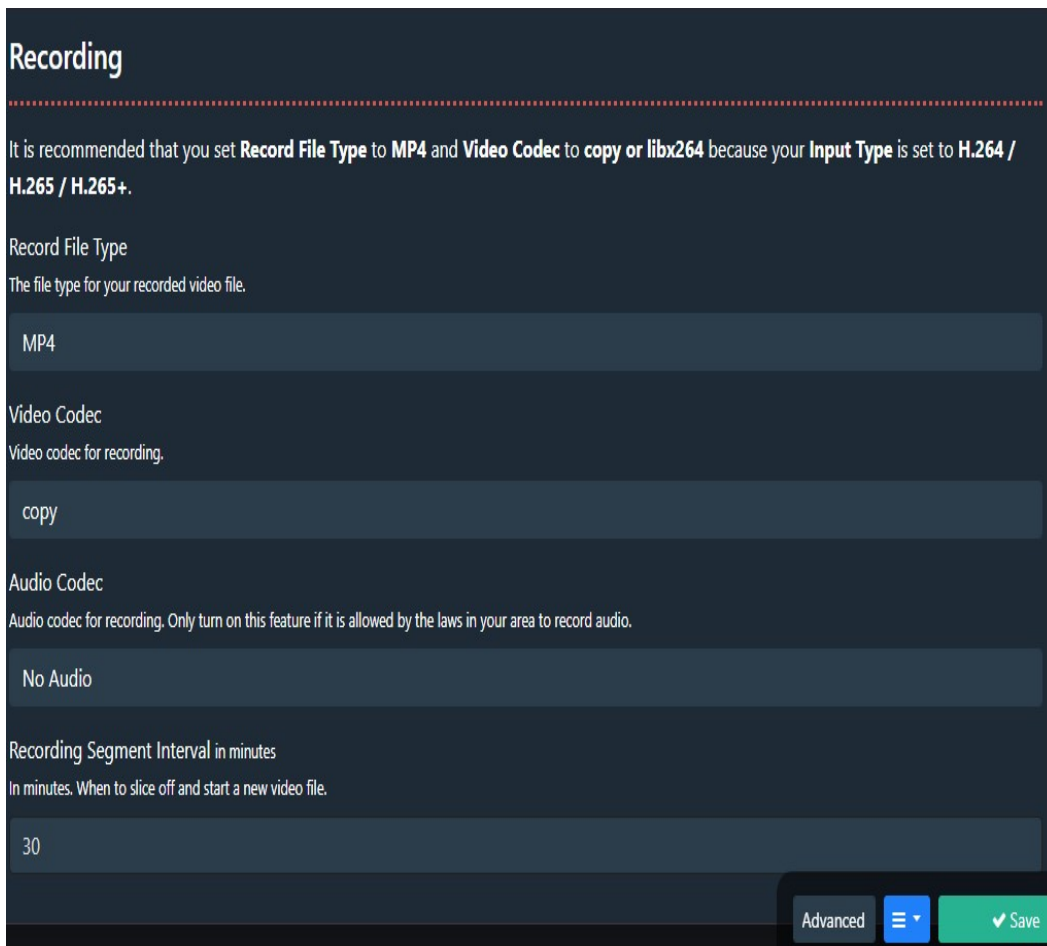 Recording
It is recommended that you set Record File Type to MP4 and Video Codec to copy or libx264 because your Input Type is set to H.264 /
H.265 / H.265+.
Record File Type
The file type for your recorded video file.
MP4
Video Codec
Video codec for recording.
copy
Audio Codec
Audio codec for recording. Only turn on this feature if it is allowed by the laws in your area to record audio.
No Audio
Recording Segment Interval in minutes
In minutes. When to slice off and start a new video file.
30
Advanced
Save